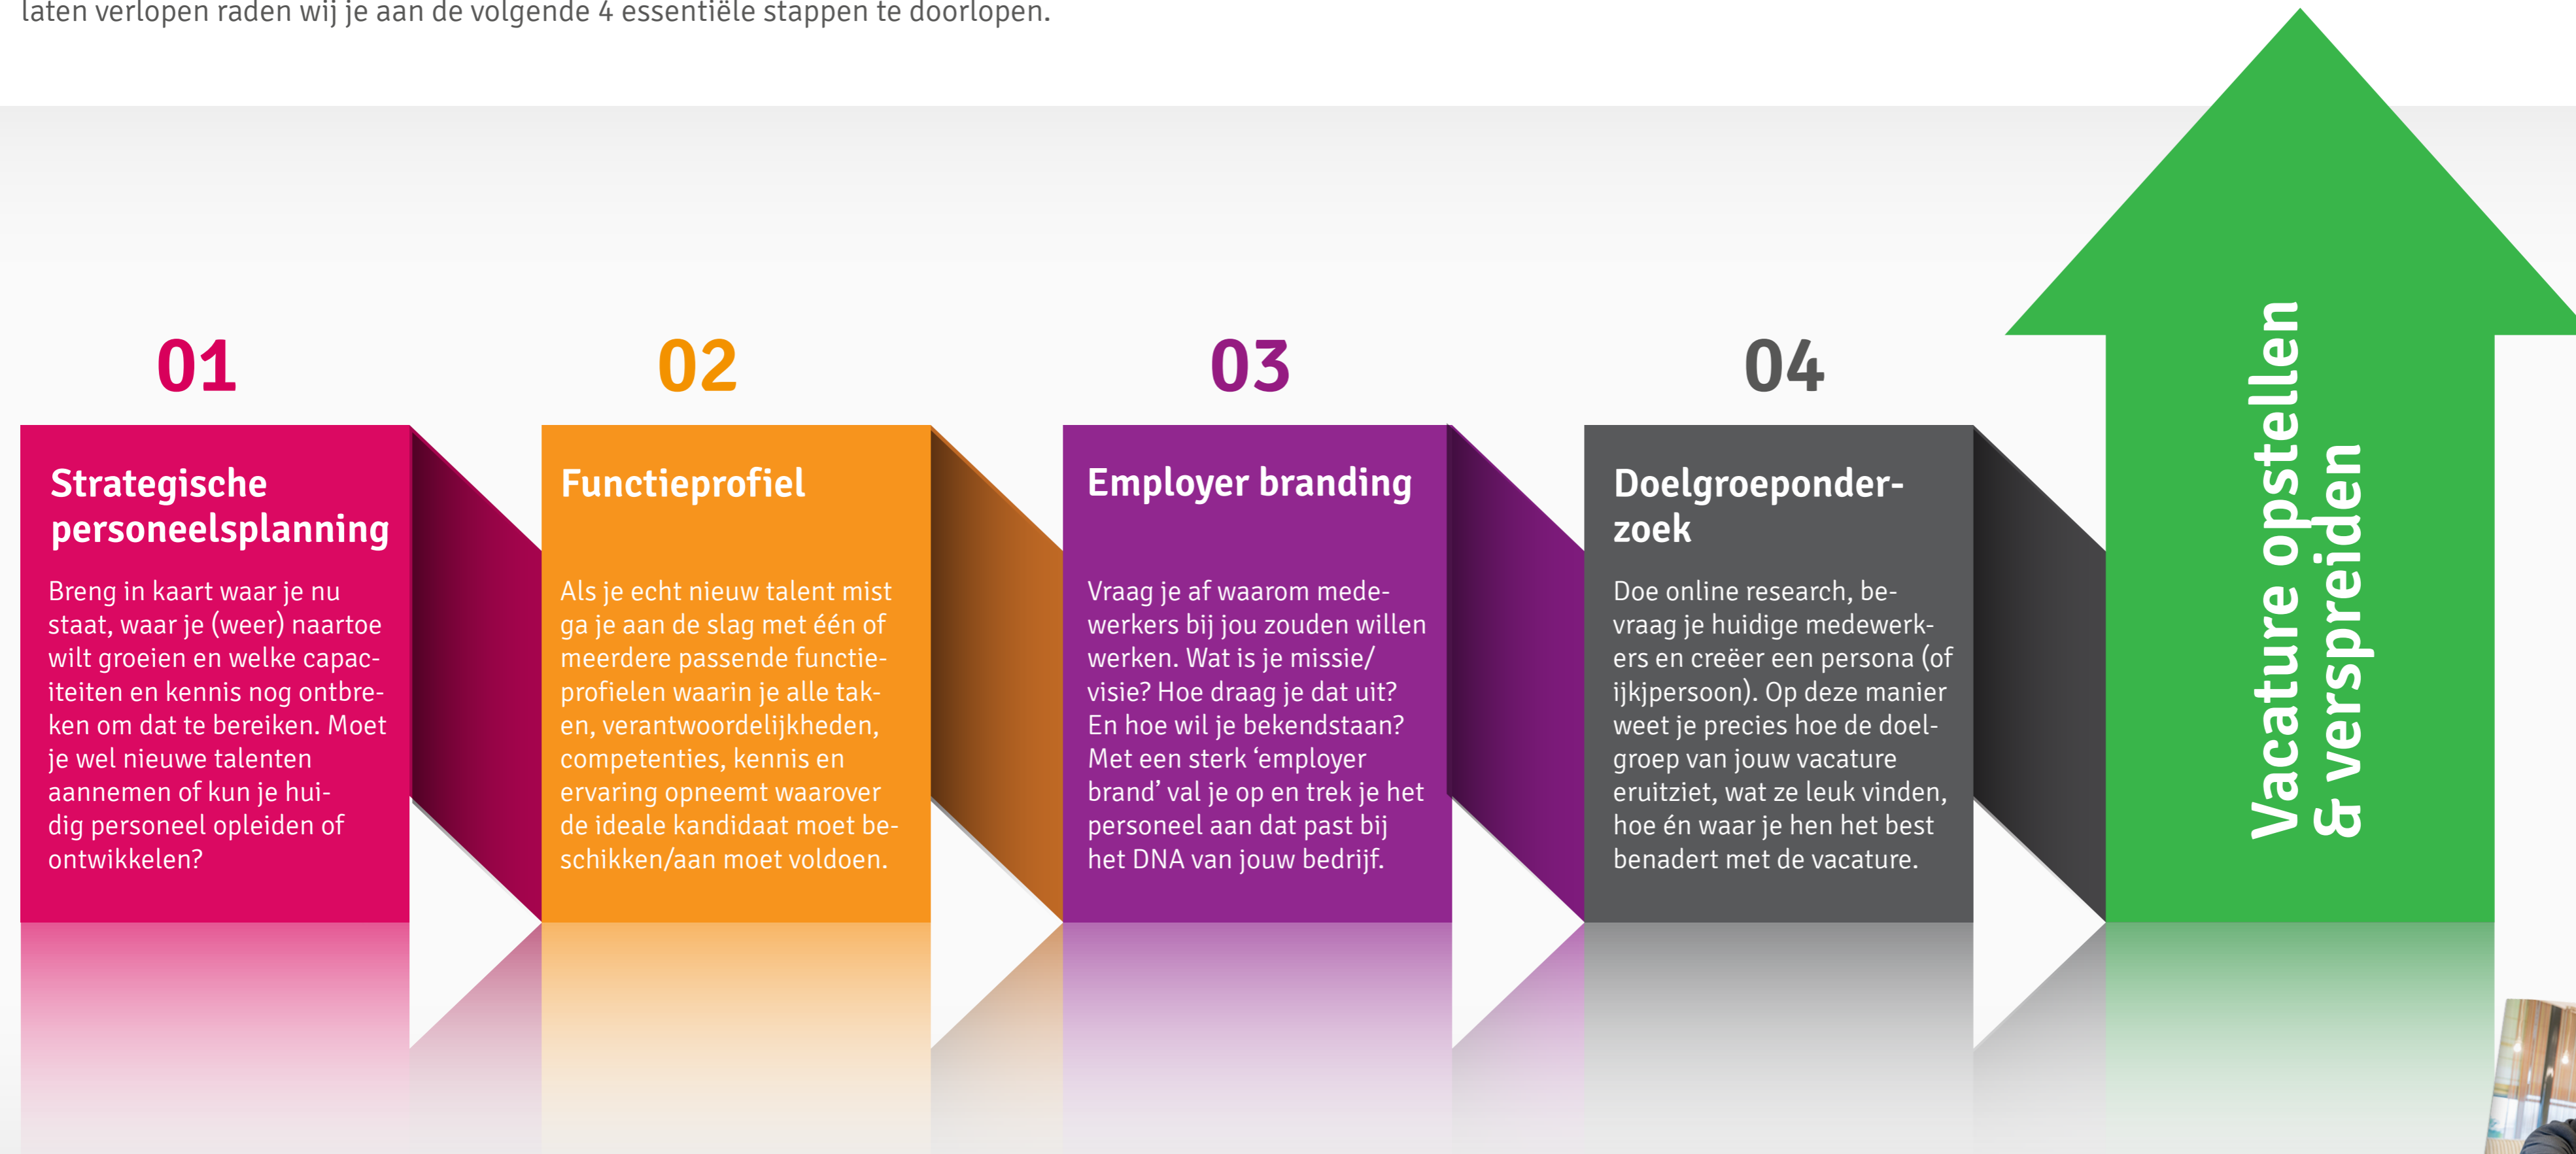 laten verlopen raden wij je aan de volgende 4 essentiële stappen te doorlopen.
01
Strategische
personeelsplanning
Breng in kaart waar je nu
staat, waar je (weer) naartoe
wilt groeien en welke capac-
iteiten en kennis nog ontbre-
ken om dat te bereiken. Moet
je wel nieuwe talenten
aannemen of kun je hui-
dig personeel opleiden of
ontwikkelen?
02
Functieprofiel
Als je echt nieuw talent mist
ga je aan de slag met één of
meerdere passende functie-
profielen waarin je alle tak-
en, verantwoordelijkheden,
competenties, kennis en
ervaring opneemt waarover
de ideale kandidaat moet be-
schikken/aan moet voldoen.
03
Employer branding
Vraag je af waarom mede-
werkers bij jou zouden willen
werken. Wat is je missie/
visie? Hoe draag je dat uit?
En hoe wil je bekendstaan?
Met een sterk ‘employer
brand’ val je op en trek je het
personeel aan dat past bij
het DNA van jouw bedrijf.
04
Doelgroeponder-
zoek
Doe online research, be-
vraag je huidige medewerk-
ers en creëer een persona (of
ijkjpersoon). Op deze manier
weet je precies hoe de doel-
groep van jouw vacature
eruitziet, wat ze leuk vinden,
hoe én waar je hen het best
benadert met de vacature.
Vacature opstellen
& verspreiden